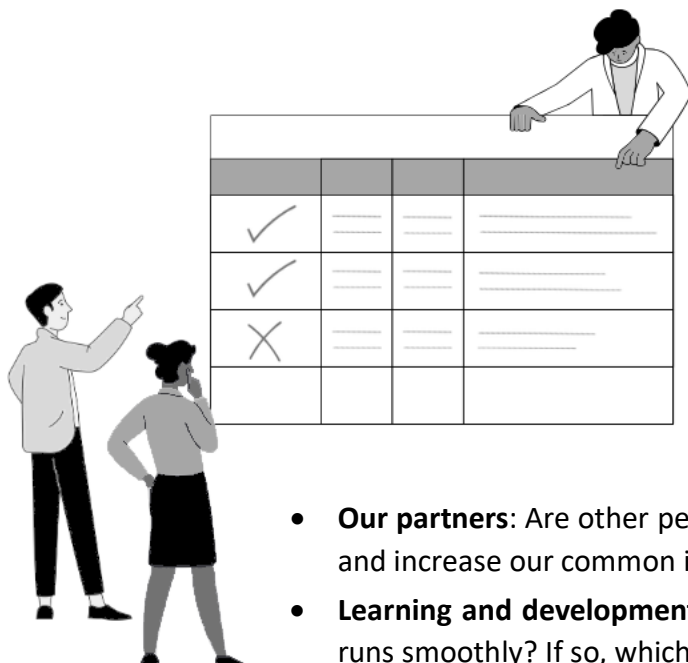 • Our partners: Are other pe
and increase our common i
• Learning and development
runs smoothly? If so, which